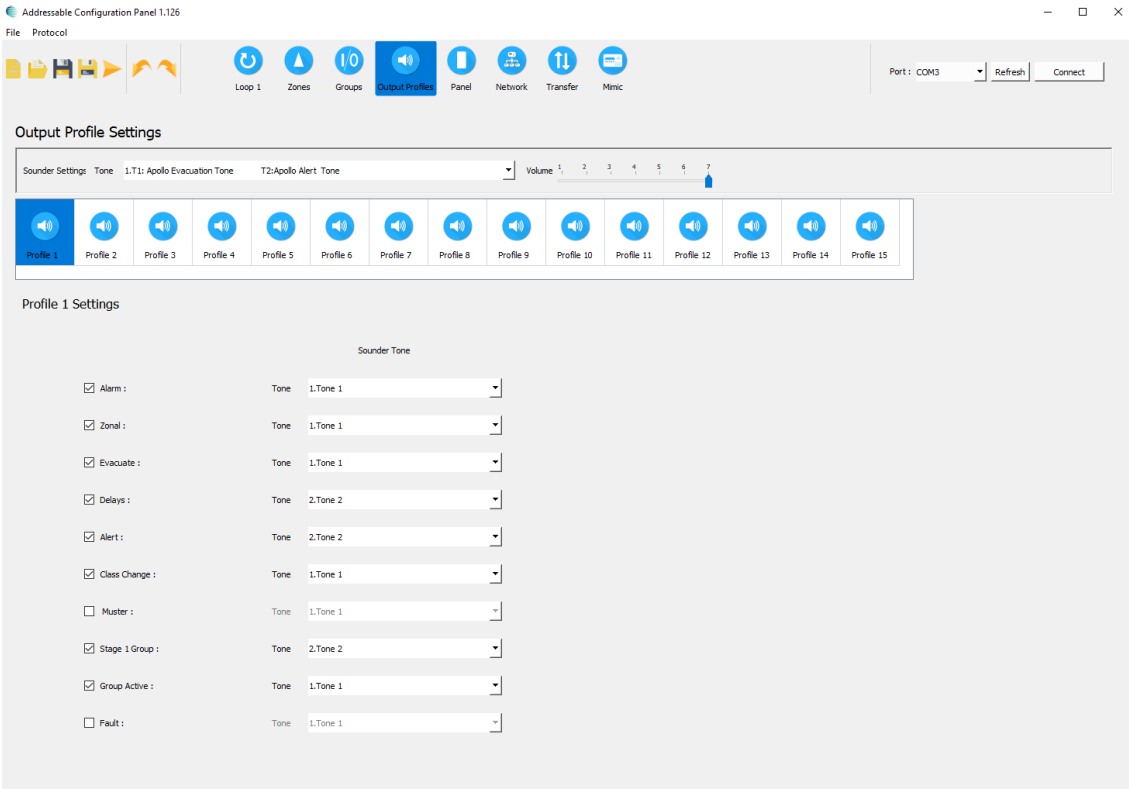 Addressable Configuration Panel 1.126
File Protocol
Loop 1 Zones Groups Output Profiles Panel Network Transfer Mimic
Port : COM3 Refresh Connect
Output Profile Settings
Sounder Settings Tone 1.T1: Apollo Evacuation Tone T2:Apollo Alert Tone Volume 1 2 3 4 5 6 7
Profile 1 Profile 2 Profile 3 Profile 4 Profile 5 Profile 6 Profile 7 Profile 8 Profile 9 Profile 10 Profile 11 Profile 12 Profile 13 Profile 14 Profile 15
Profile 1 Settings
Sounder Tone
Alarm : Tone 1.Tone 1
Zonal : Tone 1.Tone 1
Evacuate : Tone 1.Tone 1
Delays : Tone 2.Tone 2
Alert : Tone 2.Tone 2
Class Change : Tone 1.Tone 1
Muster : Tone 1.Tone 1
Stage 1 Group : Tone 2.Tone 2
Group Active : Tone 1.Tone 1
Fault : Tone 1.Tone 1